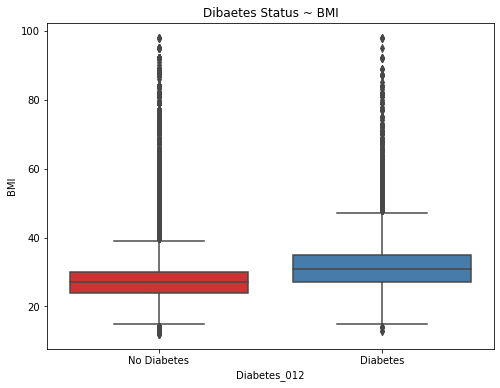 Dibaetes Status ~ BMI
100
80
60
40
20
BMI
No Diabetes
Diabetes
Diabetes_012